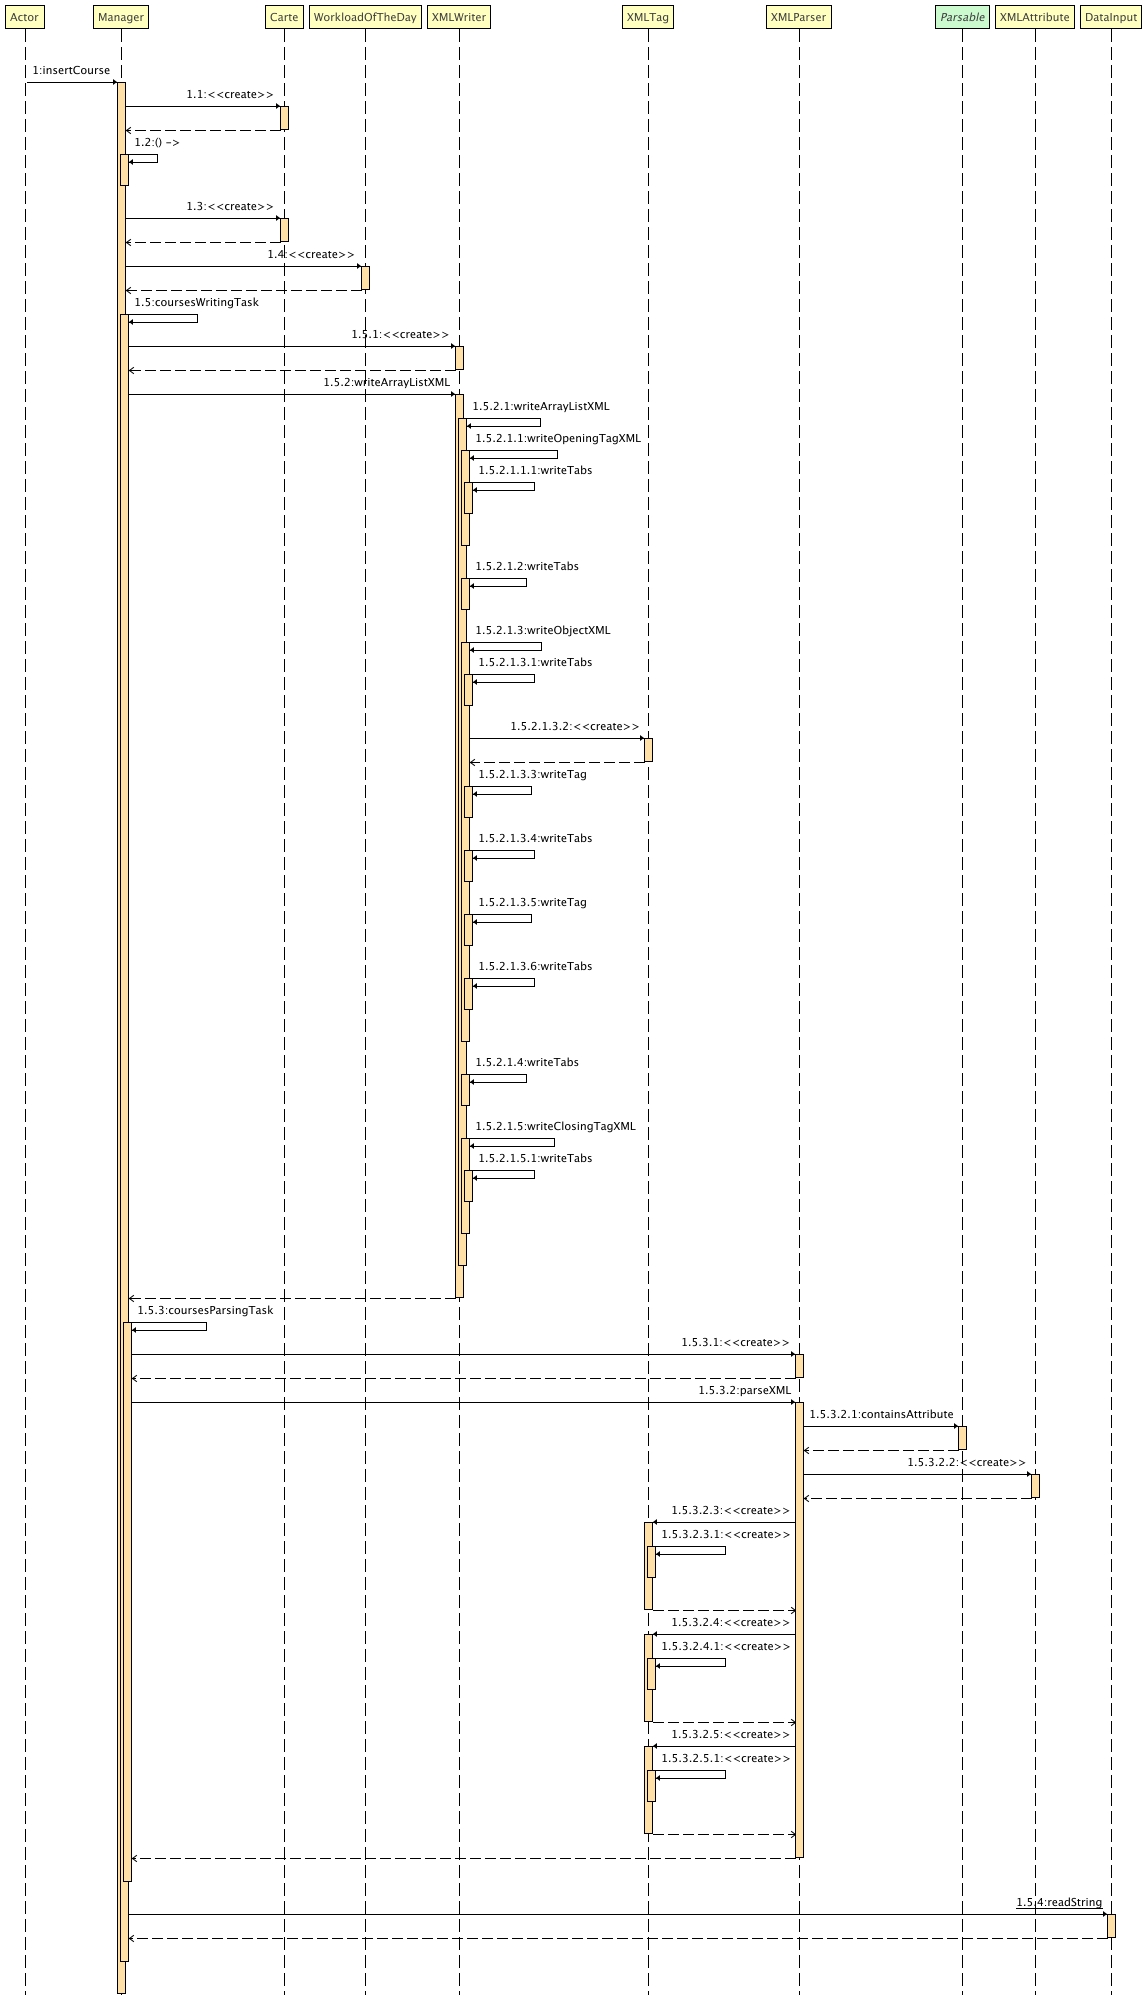 Actor
Manager
Carte
WorkloadOfTheDay
XMLWriter
XMLTag
XMLParser
Parsable
XMLAttribute
DataInput
1:insertCourse
1.1:<<create>>
1.2:() ->
1.3:<<create>>
1.4:<<create>>
1.5:coursesWritingTask
1.5.1:<<create>>
1.5.2:writeArrayListXML
1.5.2.1:writeArrayListXML
1.5.2.1.1:writeOpeningTagXML
1.5.2.1.1.1:writeTabs
1.5.2.1.2:writeTabs
1.5.2.1.3:writeObjectXML
1.5.2.1.3.1:writeTabs
1.5.2.1.3.2:<<create>>
1.5.2.1.3.3:writeTag
1.5.2.1.3.4:writeTabs
1.5.2.1.3.5:writeTag
1.5.2.1.3.6:writeTabs
1.5.2.1.4:writeTabs
1.5.2.1.5:writeClosingTagXML
1.5.2.1.5.1:writeTabs
1.5.3:coursesParsingTask
1.5.3.1:<<create>>
1.5.3.2:parseXML
1.5.3.2.1:containsAttribute
1.5.3.2.2:<<create>>
1.5.3.2.3:<<create>>
1.5.3.2.3.1:<<create>>
1.5.3.2.4:<<create>>
1.5.3.2.4.1:<<create>>
1.5.3.2.5:<<create>>
1.5.3.2.5.1:<<create>>
1.5.4:readString